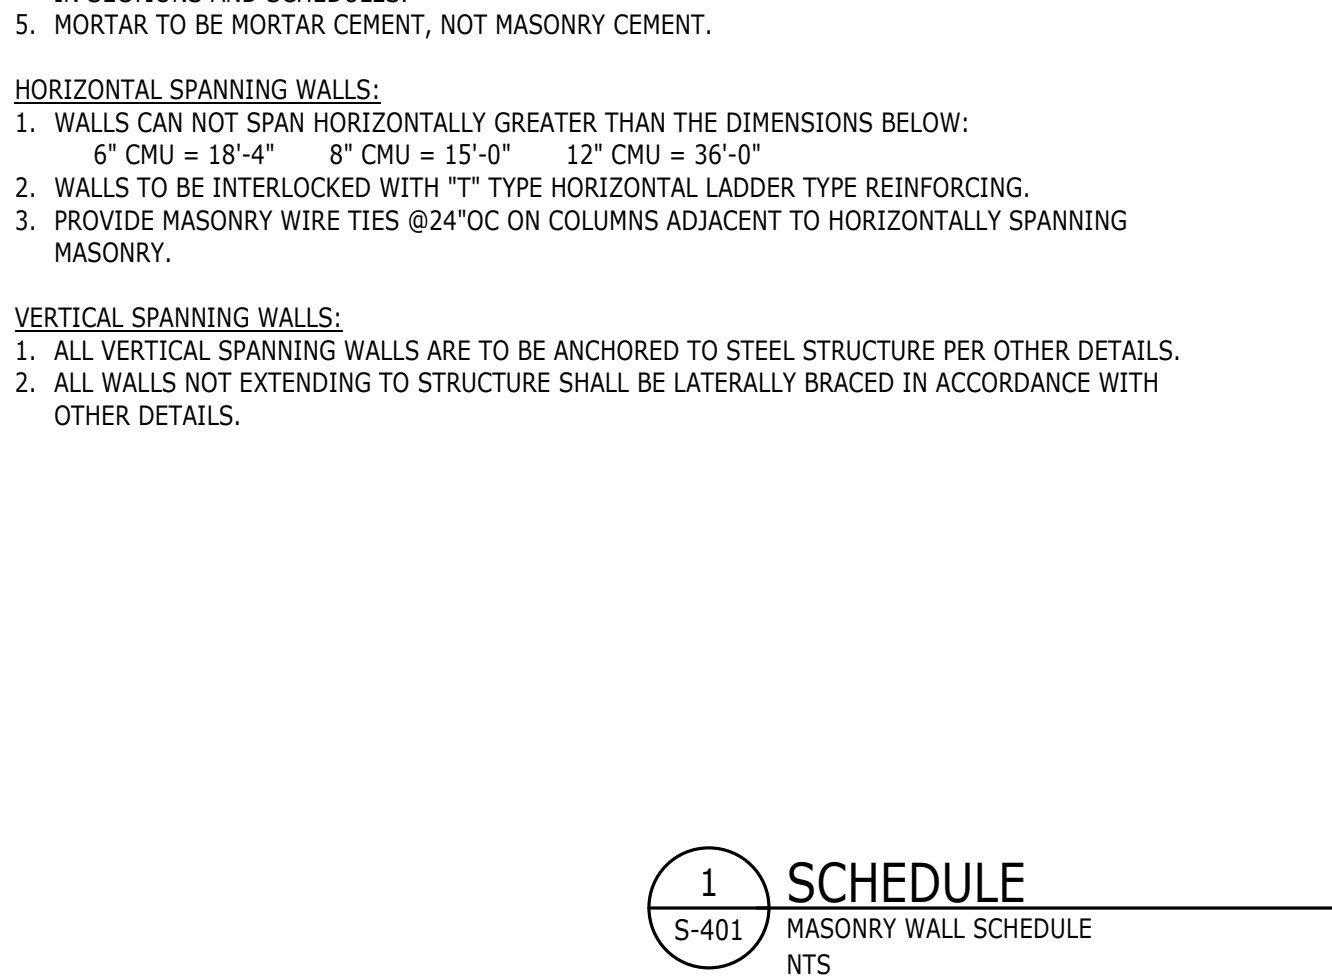 IN SECTIONS AND SCHEDULES.
5. MORTAR TO BE MORTAR CEMENT, NOT MASONRY CEMENT.
HORIZONTAL SPANNING WALLS:
1. WALLS CAN NOT SPAN HORIZONTALLY GREATER THAN THE DIMENSIONS BELOW:
6" CMU = 18'-4" 8" CMU = 15'-0" 12" CMU = 36'-0"
2. WALLS TO BE INTERLOCKED WITH "T" TYPE HORIZONTAL LADDER TYPE REINFORCING.
3. PROVIDE MASONRY WIRE TIES @24"OC ON COLUMNS ADJACENT TO HORIZONTALLY SPANNING
MASONRY.
VERTICAL SPANNING WALLS:
1. ALL VERTICAL SPANNING WALLS ARE TO BE ANCHORED TO STEEL STRUCTURE PER OTHER DETAILS.
2. ALL WALLS NOT EXTENDING TO STRUCTURE SHALL BE LATERALLY BRACED IN ACCORDANCE WITH
OTHER DETAILS.
1
S-401
SCHEDULE
MASONRY WALL SCHEDULE
NTS